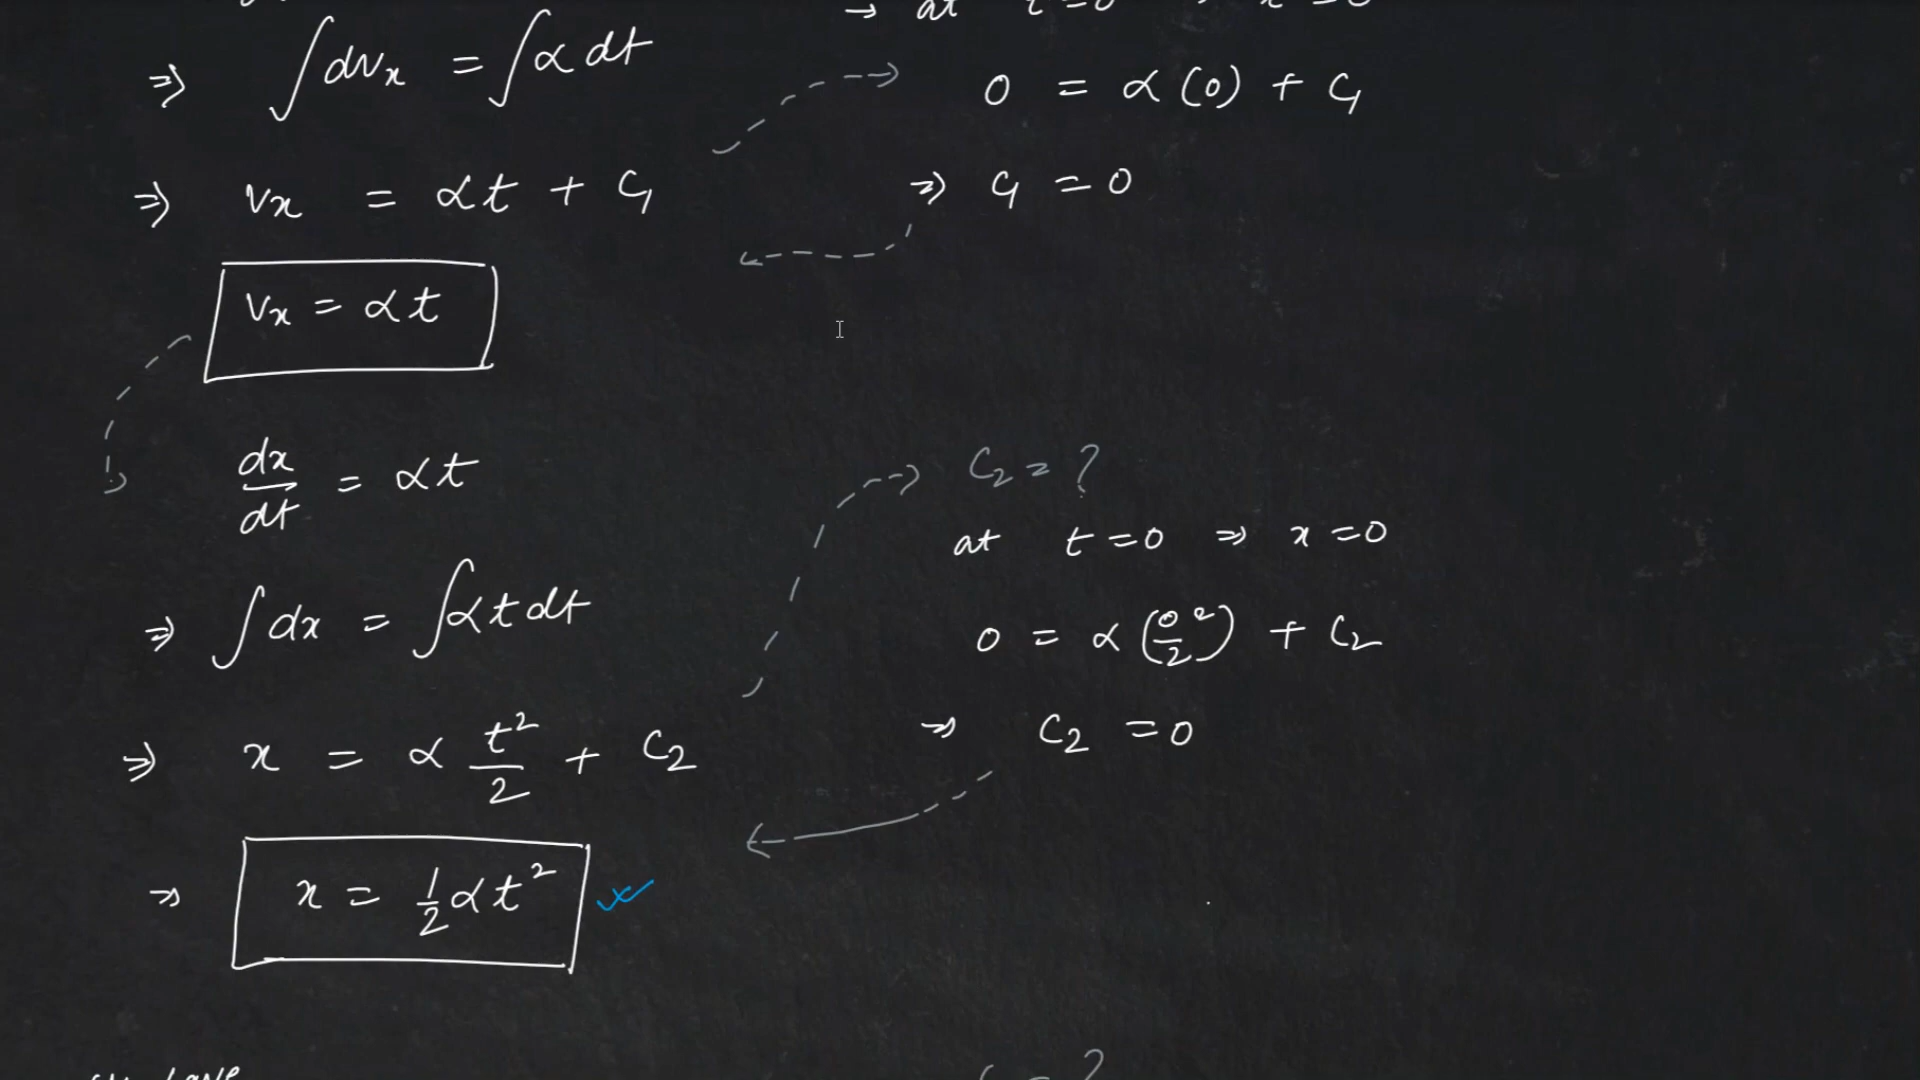 ⇒ ∫dvx = ∫α dt
⇒ vx = αt + C1
vx = αt
dx/dt = αt
⇒ ∫dx = ∫αt dt
⇒ x = α t²/2 + C2
⇒ x = ½αt²
→ at
0 = α(0) + C1
⇒ C1 = 0
C2 = ?
at t=0 ⇒ x=0
0 = α(0²/2) + C2
⇒ C2 = 0